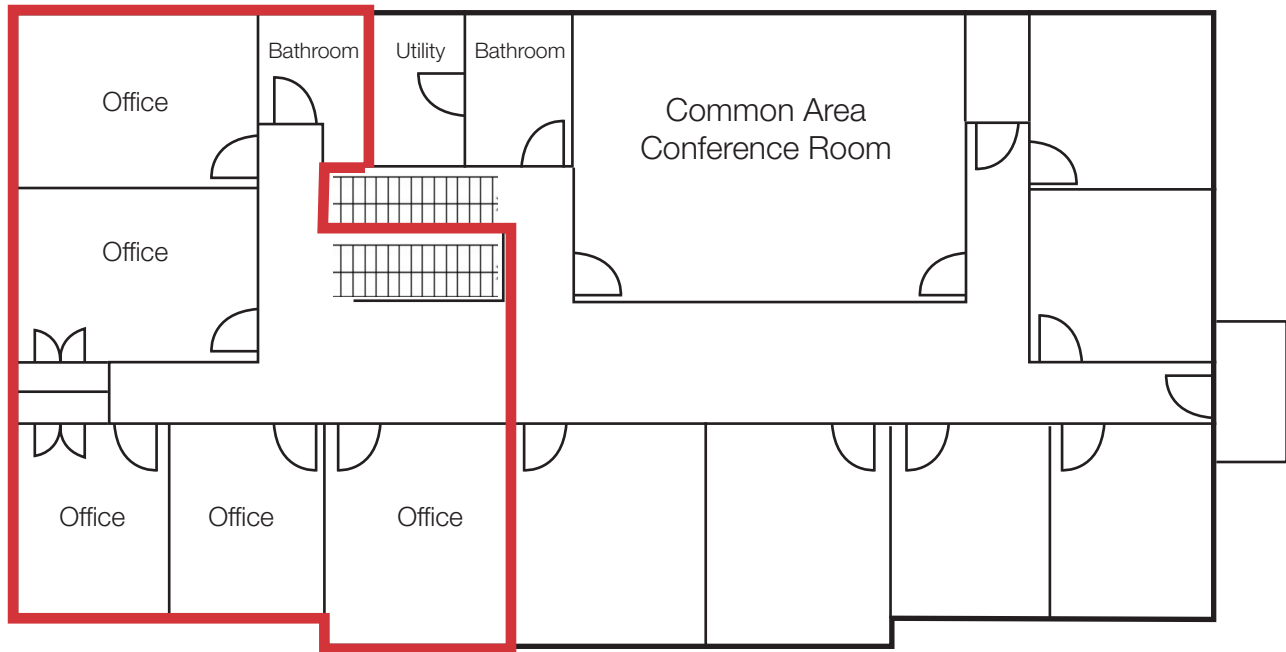 Bathroom
Utility
Bathroom
Office
Common Area
Conference Room
Office
Office
Office
Office